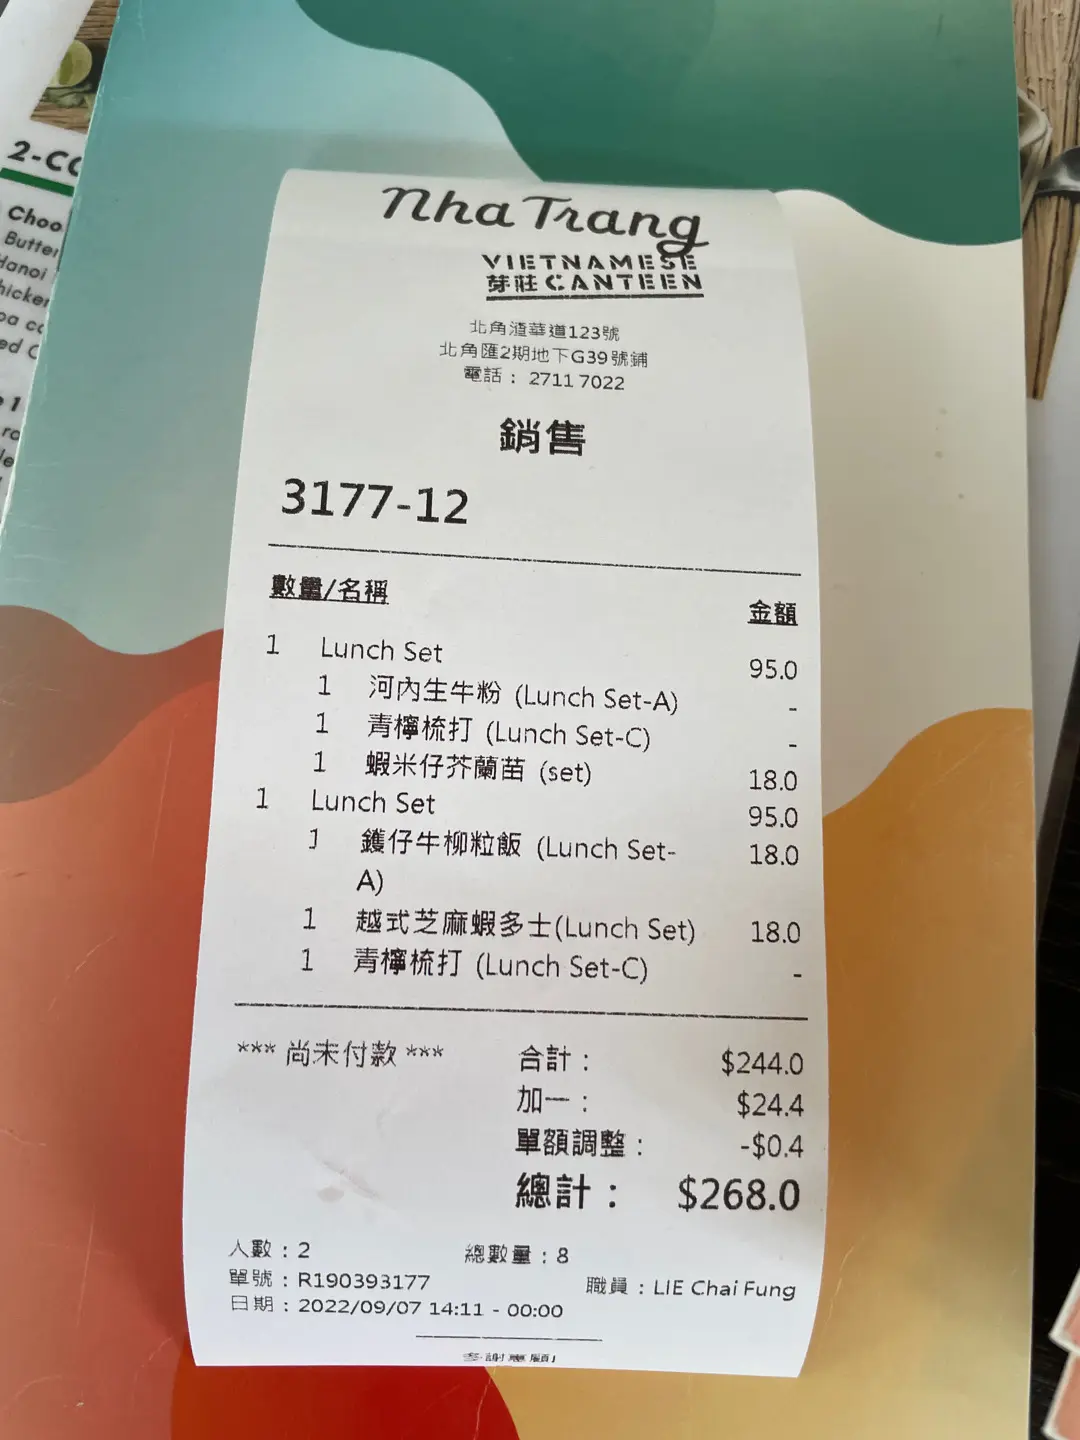 2-CO
Choo
Butter
Hanoi
hicken
nha Trang
VIETNAMESE
芽莊 CANTEEN
北角渣華道123號
北角匯2期地下G39號鋪
電話： 2711 7022
銷售
3177-12
數量/名稱 金額
1 Lunch Set 95.0
1 河內生牛粉 (Lunch Set-A) -
1 青檸梳打 (Lunch Set-C) -
1 蝦米仔芥蘭苗 (set) 18.0
1 Lunch Set 95.0
1 鑊仔牛柳粒飯 (Lunch Set- 18.0
A)
1 越式芝麻蝦多士(Lunch Set) 18.0
1 青檸梳打 (Lunch Set-C) -
*** 尚未付款 *** 合計： $244.0
加一： $24.4
單額調整： -$0.4
總計： $268.0
人數：2 總數量：8
單號：R190393177 職員：LIE Chai Fung
日期：2022/09/07 14:11 - 00:00
多謝惠顧!